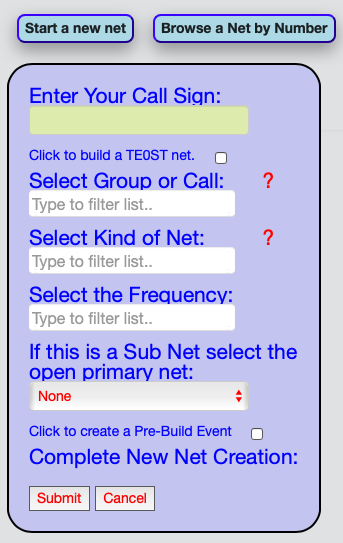 Start a new net
Browse a Net by Number
Enter Your Call Sign:
Click to build a TE0ST net.
Select Group or Call:
?
Type to filter list..
Select Kind of Net:
?
Type to filter list..
Select the Frequency:
Type to filter list..
If this is a Sub Net select the
open primary net:
None
Click to create a Pre-Build Event
Complete New Net Creation:
Submit
Cancel